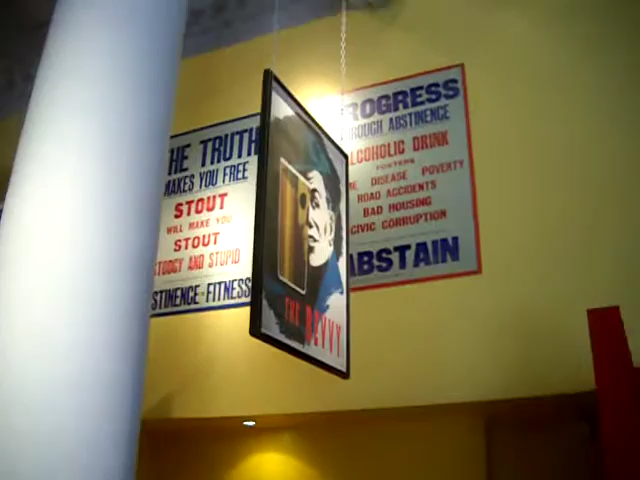 HE TRUTH
MAKES YOU FREE
STOUT
WILL MAKE YOU
STOUT
STODGY AND STUPID
STINENCE-FITNESS
THE BEVVY
ROGRESS
ROUGH ABSTINENCE
LCOHOLIC DRINK
FOSTERS
DISEASE POVERTY
ROAD ACCIDENTS
BAD HOUSING
CIVIC CORRUPTION
ABSTAIN